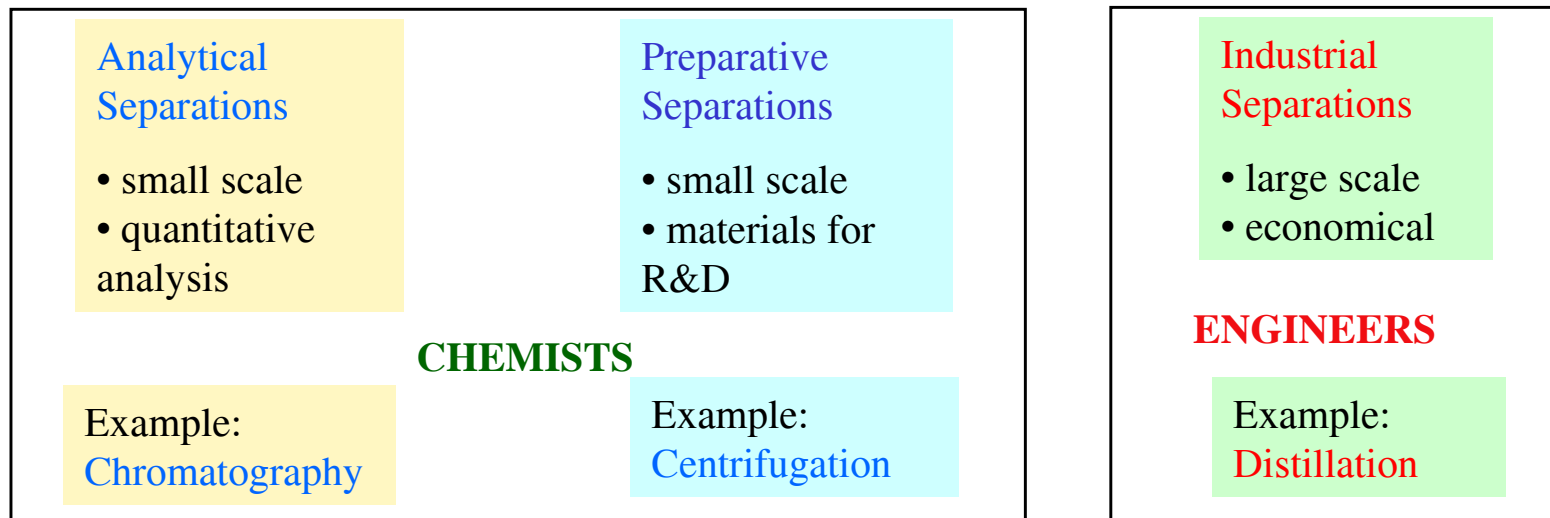 Analytical
Separations
• small scale
• quantitative
analysis
Preparative
Separations
• small scale
• materials for
R&D
CHEMISTS
Example:
Chromatography
Example:
Centrifugation
Industrial
Separations
• large scale
• economical
ENGINEERS
Example:
Distillation